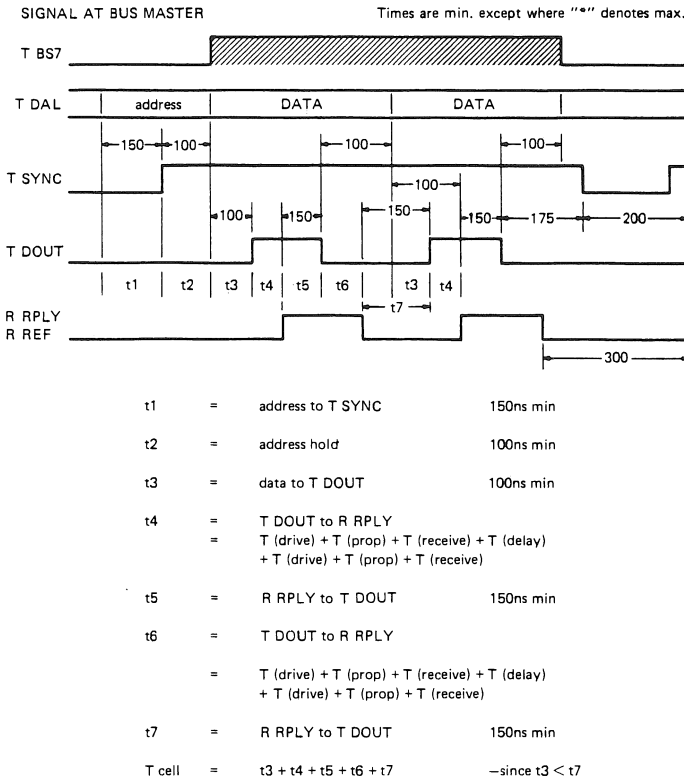 SIGNAL AT BUS MASTER Times are min. except where "*" denotes max.
T BS7
T DAL address DATA DATA
150 100 100 100
T SYNC
100
100 150 150 150 175 200
T DOUT
t1 t2 t3 t4 t5 t6 t3 t4
t7
R RPLY
R REF
300
t1 = address to T SYNC 150ns min
t2 = address hold 100ns min
t3 = data to T DOUT 100ns min
t4 = T DOUT to R RPLY
= T (drive) + T (prop) + T (receive) + T (delay)
+ T (drive) + T (prop) + T (receive)
t5 = R RPLY to T DOUT 150ns min
t6 = T DOUT to R RPLY
= T (drive) + T (prop) + T (receive) + T (delay)
+ T (drive) + T (prop) + T (receive)
t7 = R RPLY to T DOUT 150ns min
T cell = t3 + t4 + t5 + t6 + t7 —since t3 < t7